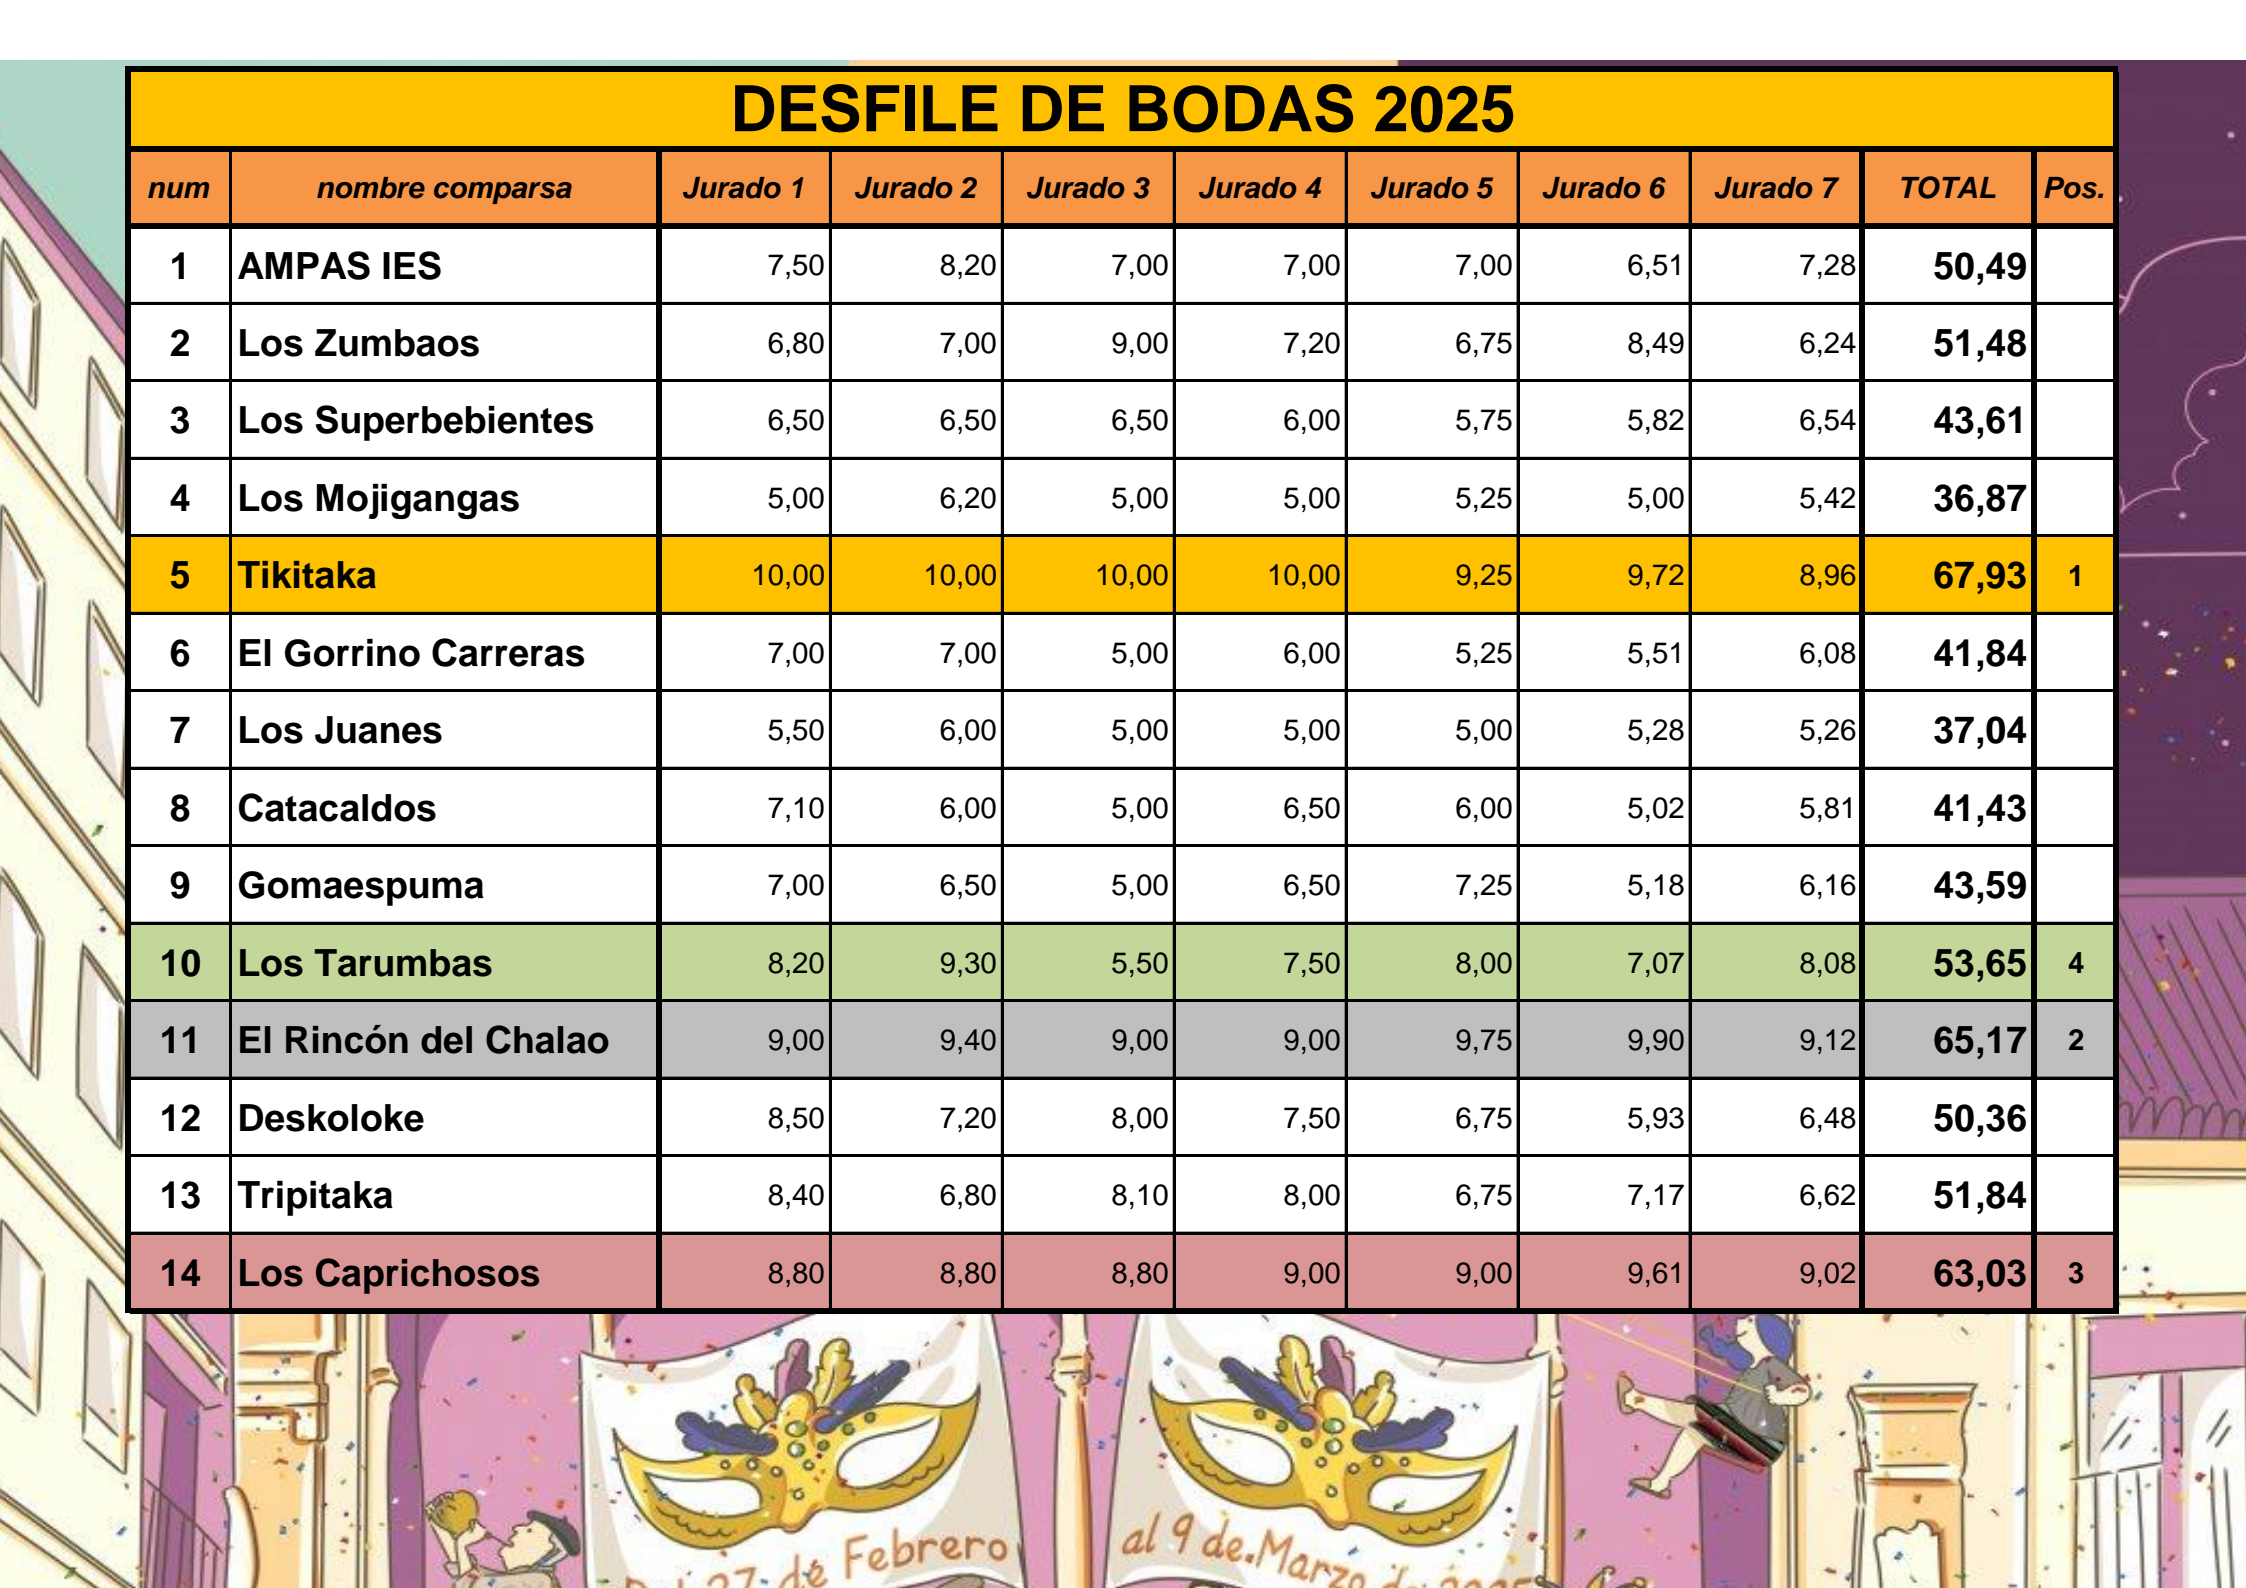 DESFILE DE BODAS 2025
num nombre comparsa Jurado 1 Jurado 2 Jurado 3 Jurado 4 Jurado 5 Jurado 6 Jurado 7 TOTAL Pos.
1 AMPAS IES 7,50 8,20 7,00 7,00 7,00 6,51 7,28 50,49
2 Los Zumbaos 6,80 7,00 9,00 7,20 6,75 8,49 6,24 51,48
3 Los Superbebientes 6,50 6,50 6,50 6,00 5,75 5,82 6,54 43,61
4 Los Mojigangas 5,00 6,20 5,00 5,00 5,25 5,00 5,42 36,87
5 Tikitaka 10,00 10,00 10,00 10,00 9,25 9,72 8,96 67,93 1
6 El Gorrino Carreras 7,00 7,00 5,00 6,00 5,25 5,51 6,08 41,84
7 Los Juanes 5,50 6,00 5,00 5,00 5,00 5,28 5,26 37,04
8 Catacaldos 7,10 6,00 5,00 6,50 6,00 5,02 5,81 41,43
9 Gomaespuma 7,00 6,50 5,00 6,50 7,25 5,18 6,16 43,59
10 Los Tarumbas 8,20 9,30 5,50 7,50 8,00 7,07 8,08 53,65 4
11 El Rincón del Chalao 9,00 9,40 9,00 9,00 9,75 9,90 9,12 65,17 2
12 Deskoloke 8,50 7,20 8,00 7,50 6,75 5,93 6,48 50,36
13 Tripitaka 8,40 6,80 8,10 8,00 6,75 7,17 6,62 51,84
14 Los Caprichosos 8,80 8,80 8,80 9,00 9,00 9,61 9,02 63,03 3
Del 27 de Febrero
al 9 de Marzo de 2025